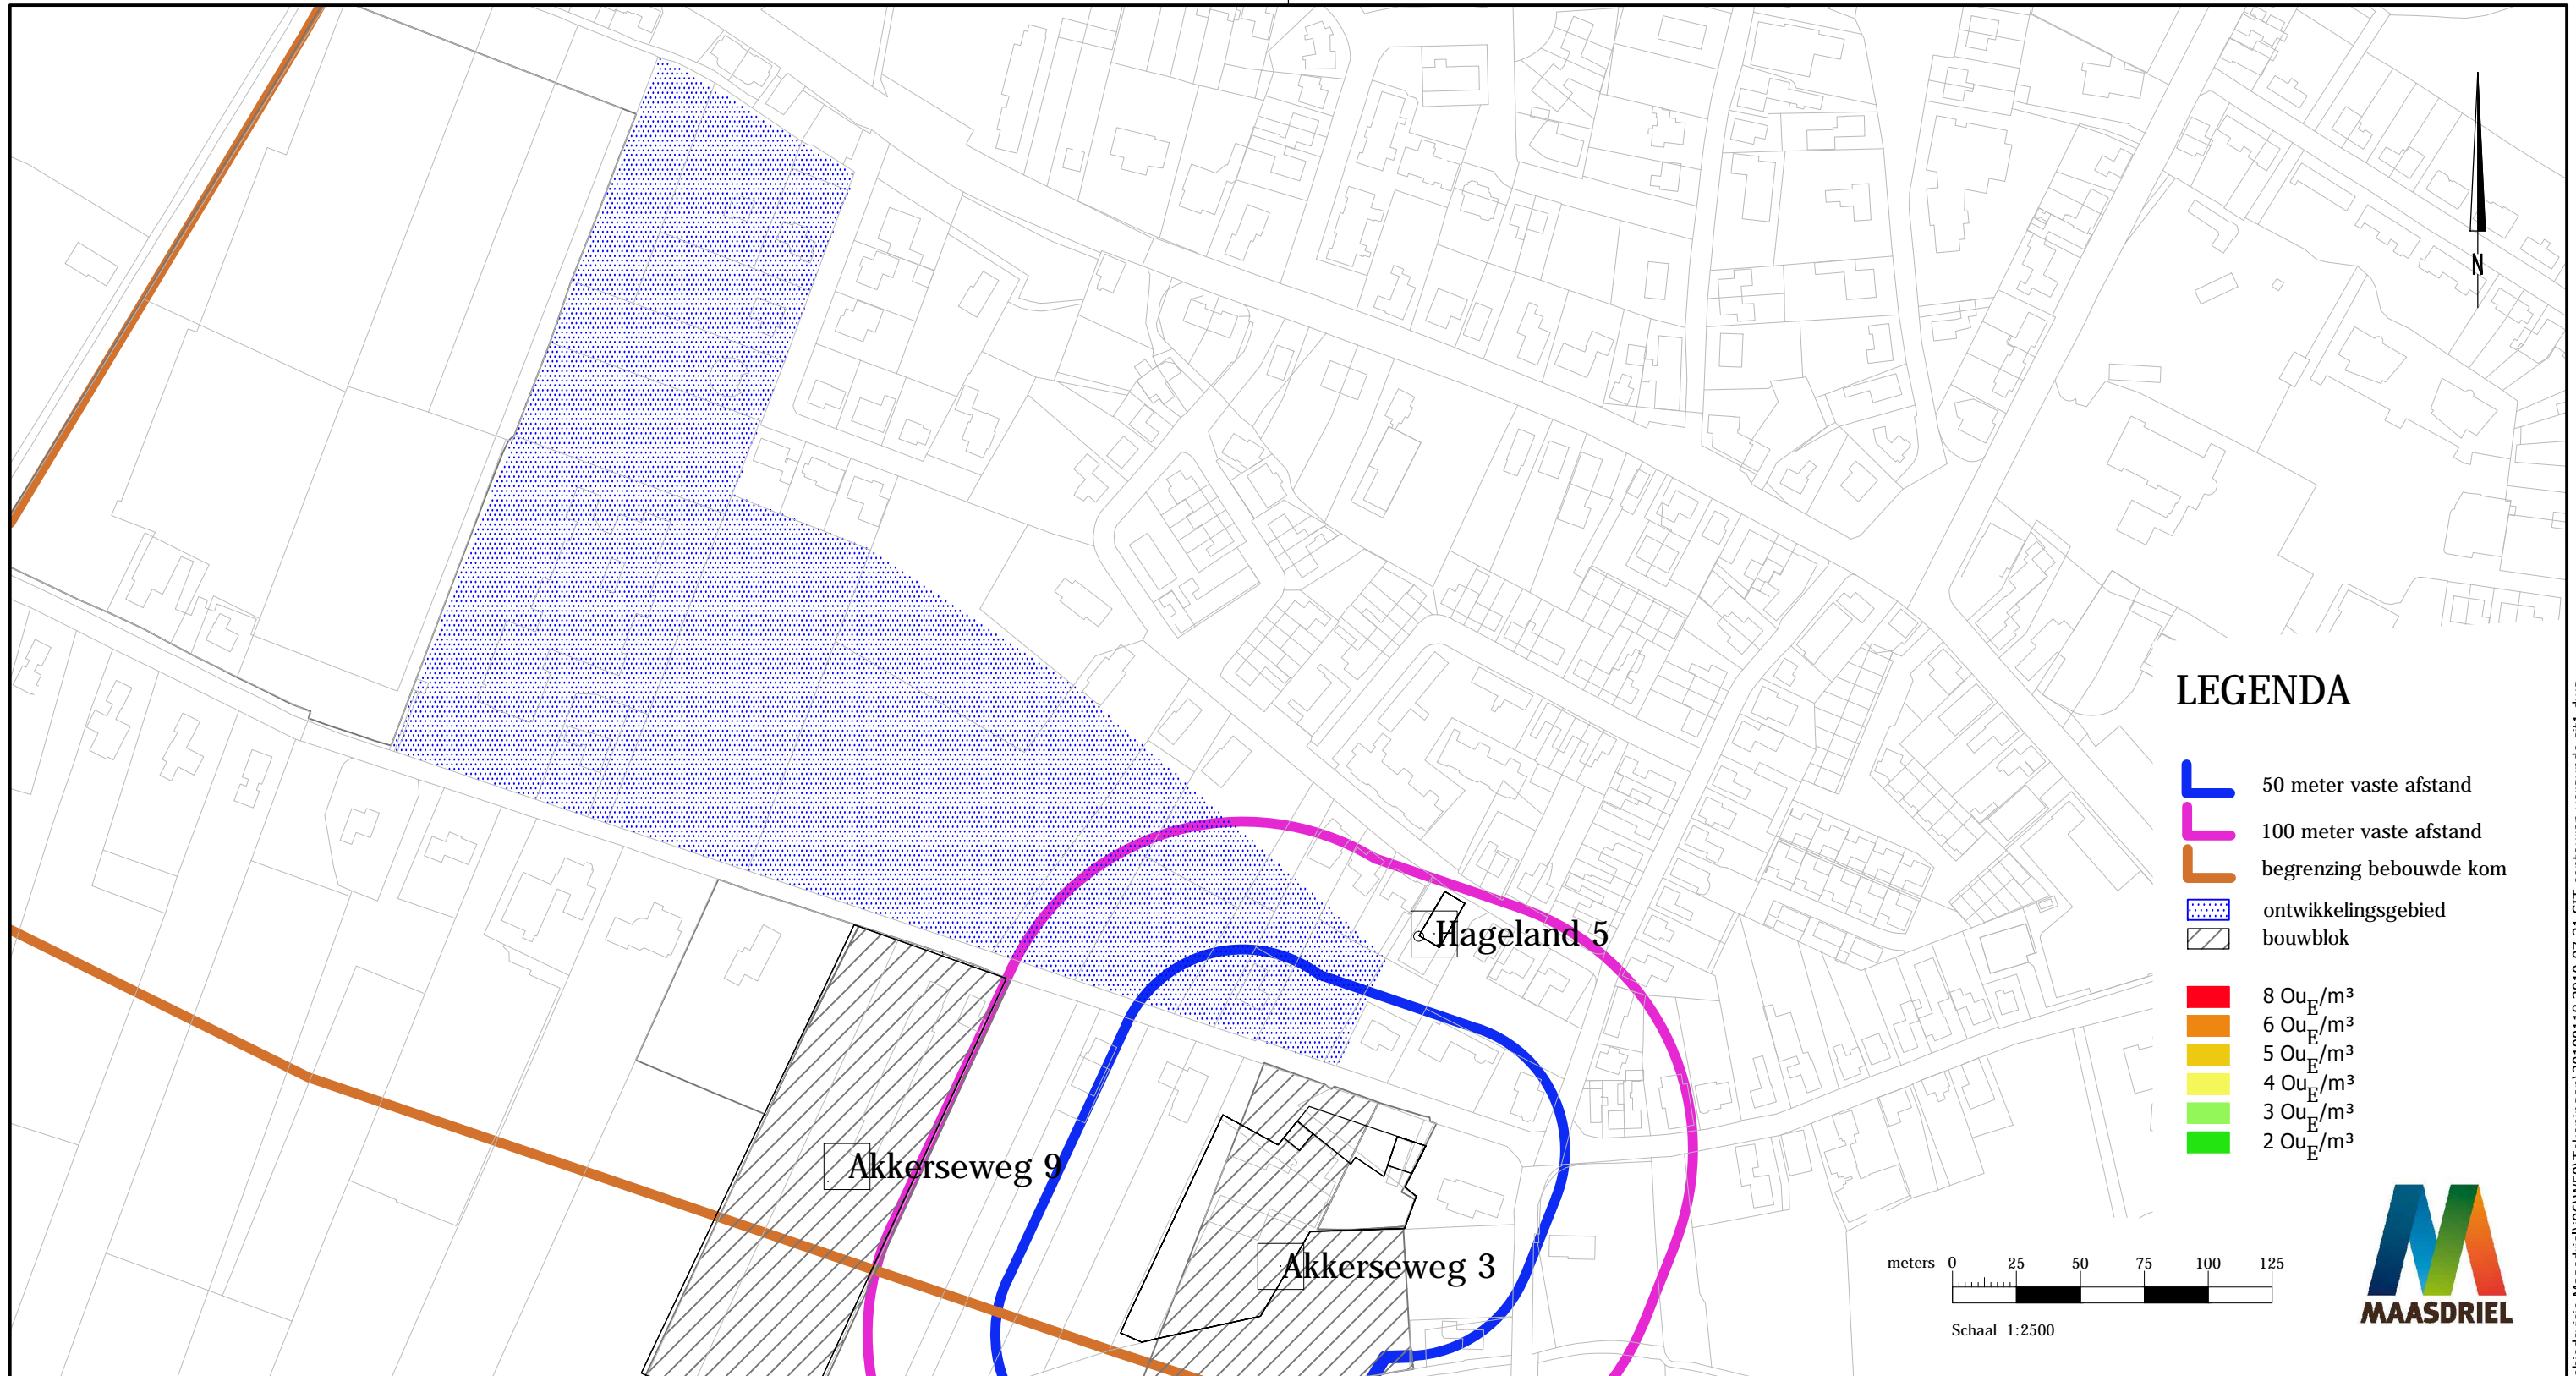 N
LEGENDA
50 meter vaste afstand
100 meter vaste afstand
begrenzing bebouwde kom
ontwikkelingsgebied
bouwblok
8 OuE/m³
6 OuE/m³
5 OuE/m³
4 OuE/m³
3 OuE/m³
2 OuE/m³
Hageland 5
Akkerseweg 9
Akkerseweg 3
meters 0 25 50 75 100 125
Schaal 1:2500
MAASDRIEL